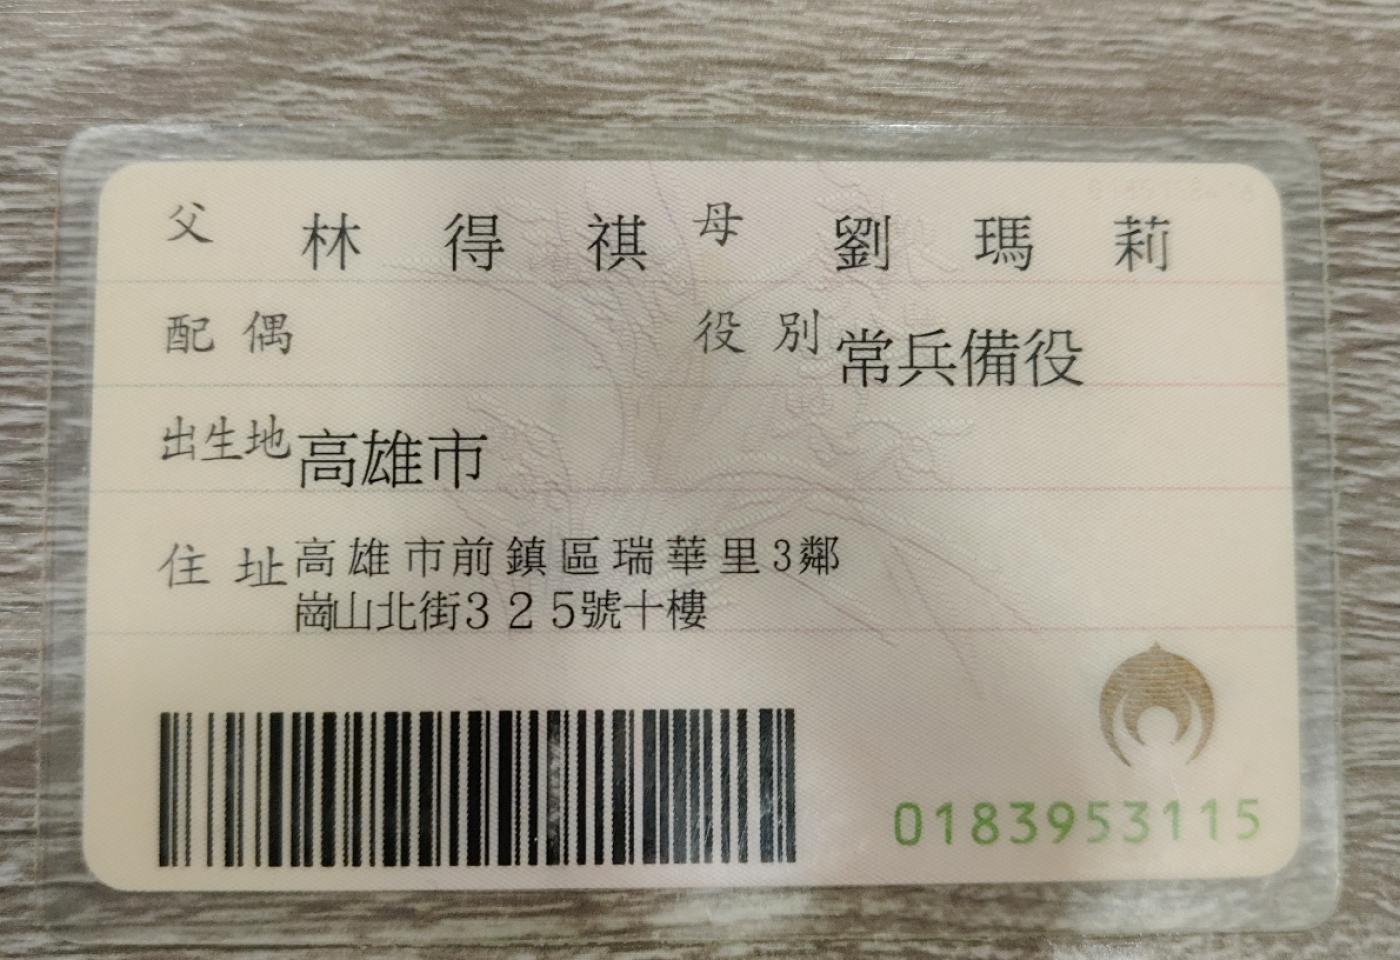 父 林得祺 母 劉瑪莉
配偶 役別 常兵備役
出生地 高雄市
住址 高雄市前鎮區瑞華里3鄰
崗山北街325號十樓
0183953115